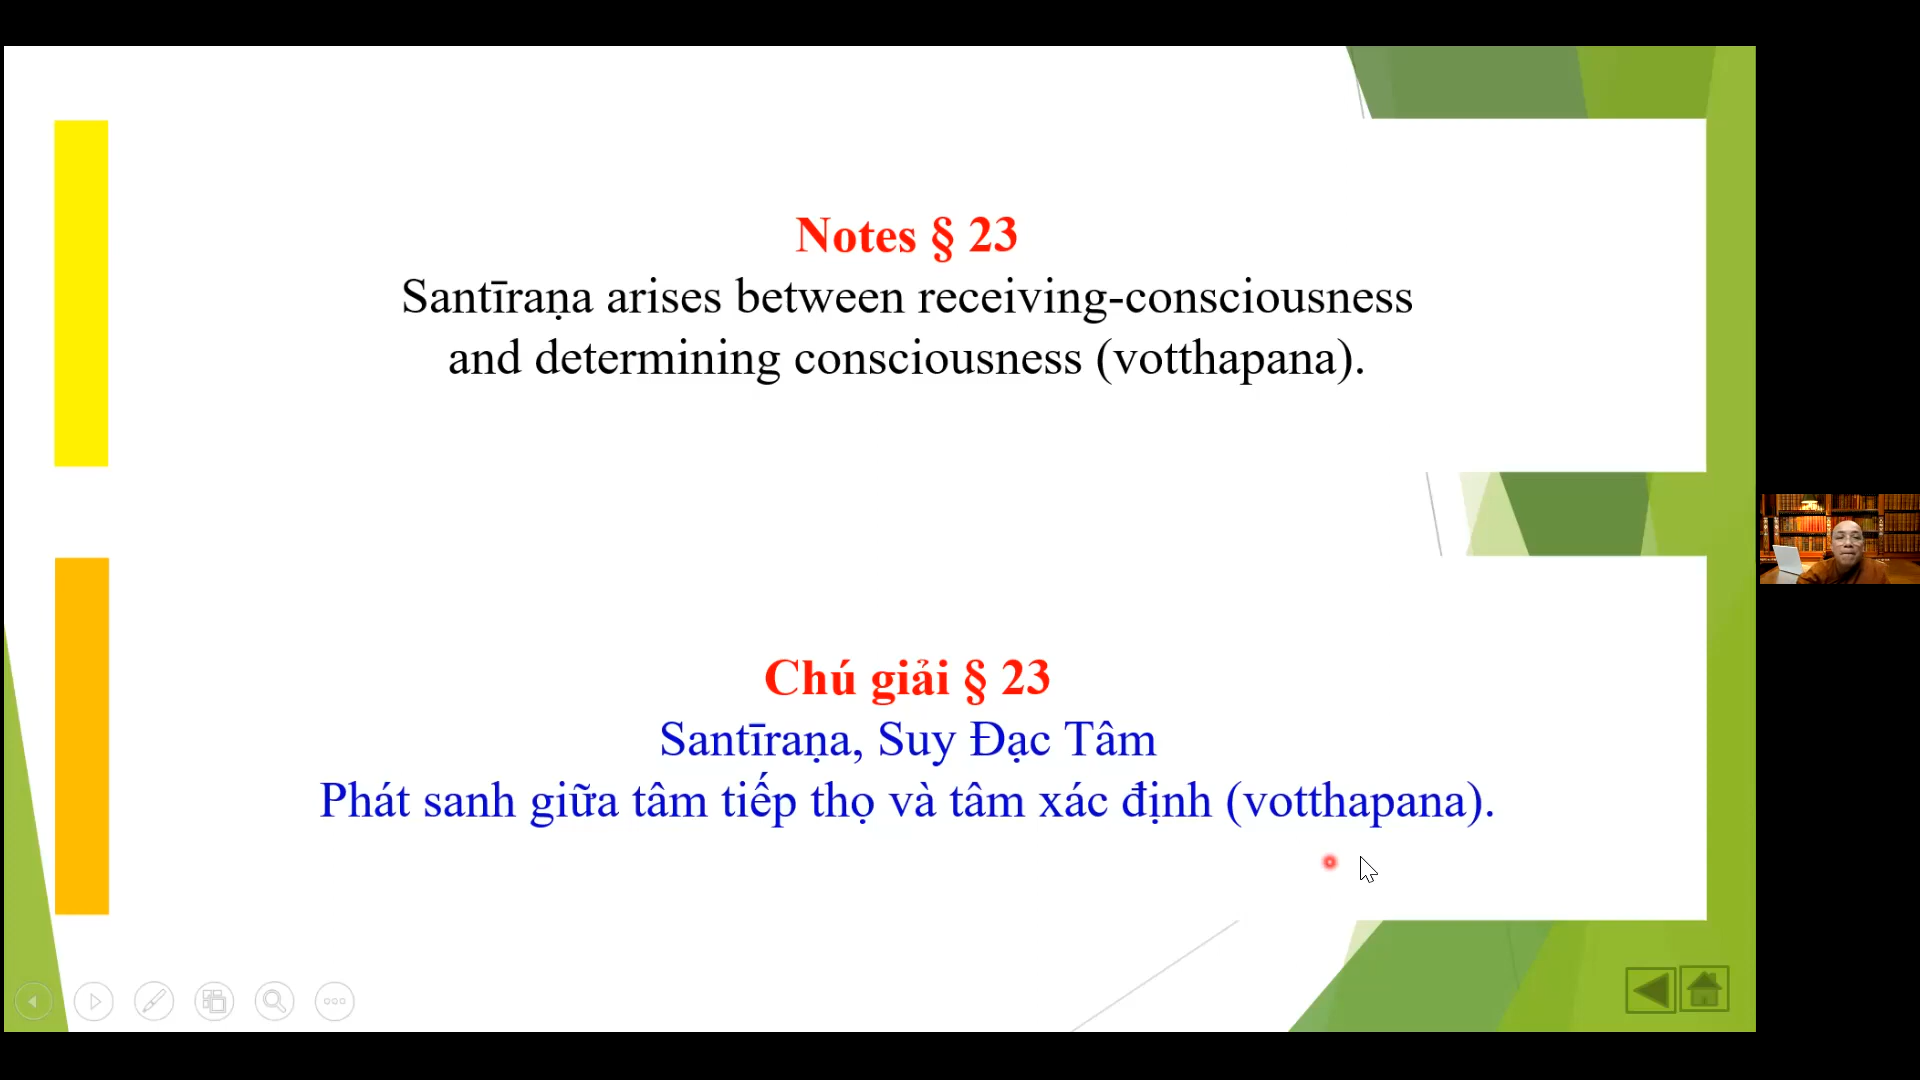 Notes § 23
Santīraṇa arises between receiving-consciousness
and determining consciousness (votthapana).
Chú giải § 23
Santīraṇa, Suy Đạc Tâm
Phát sanh giữa tâm tiếp thọ và tâm xác định (votthapana).